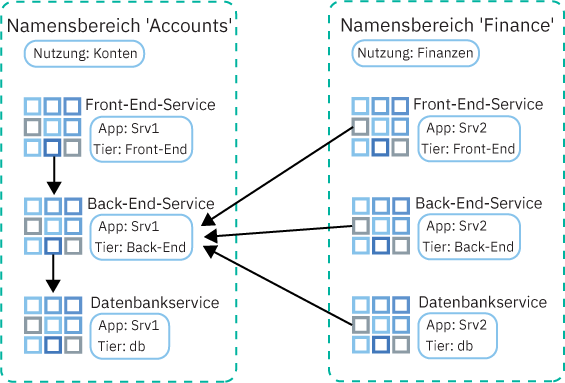 Namensbereich 'Accounts'
Nutzung: Konten
Front-End-Service
App: Srv1
Tier: Front-End
Back-End-Service
App: Srv1
Tier: Back-End
Datenbankservice
App: Srv1
Tier: db
Namensbereich 'Finance'
Nutzung: Finanzen
Front-End-Service
App: Srv2
Tier: Front-End
Back-End-Service
App: Srv2
Tier: Back-End
Datenbankservice
App: Srv2
Tier: db